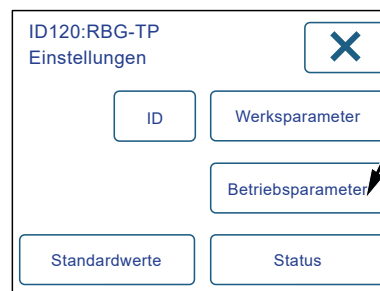 ID120:RBG-TP
Einstellungen
ID
Werksparameter
Betriebsparameter
Standardwerte
Status